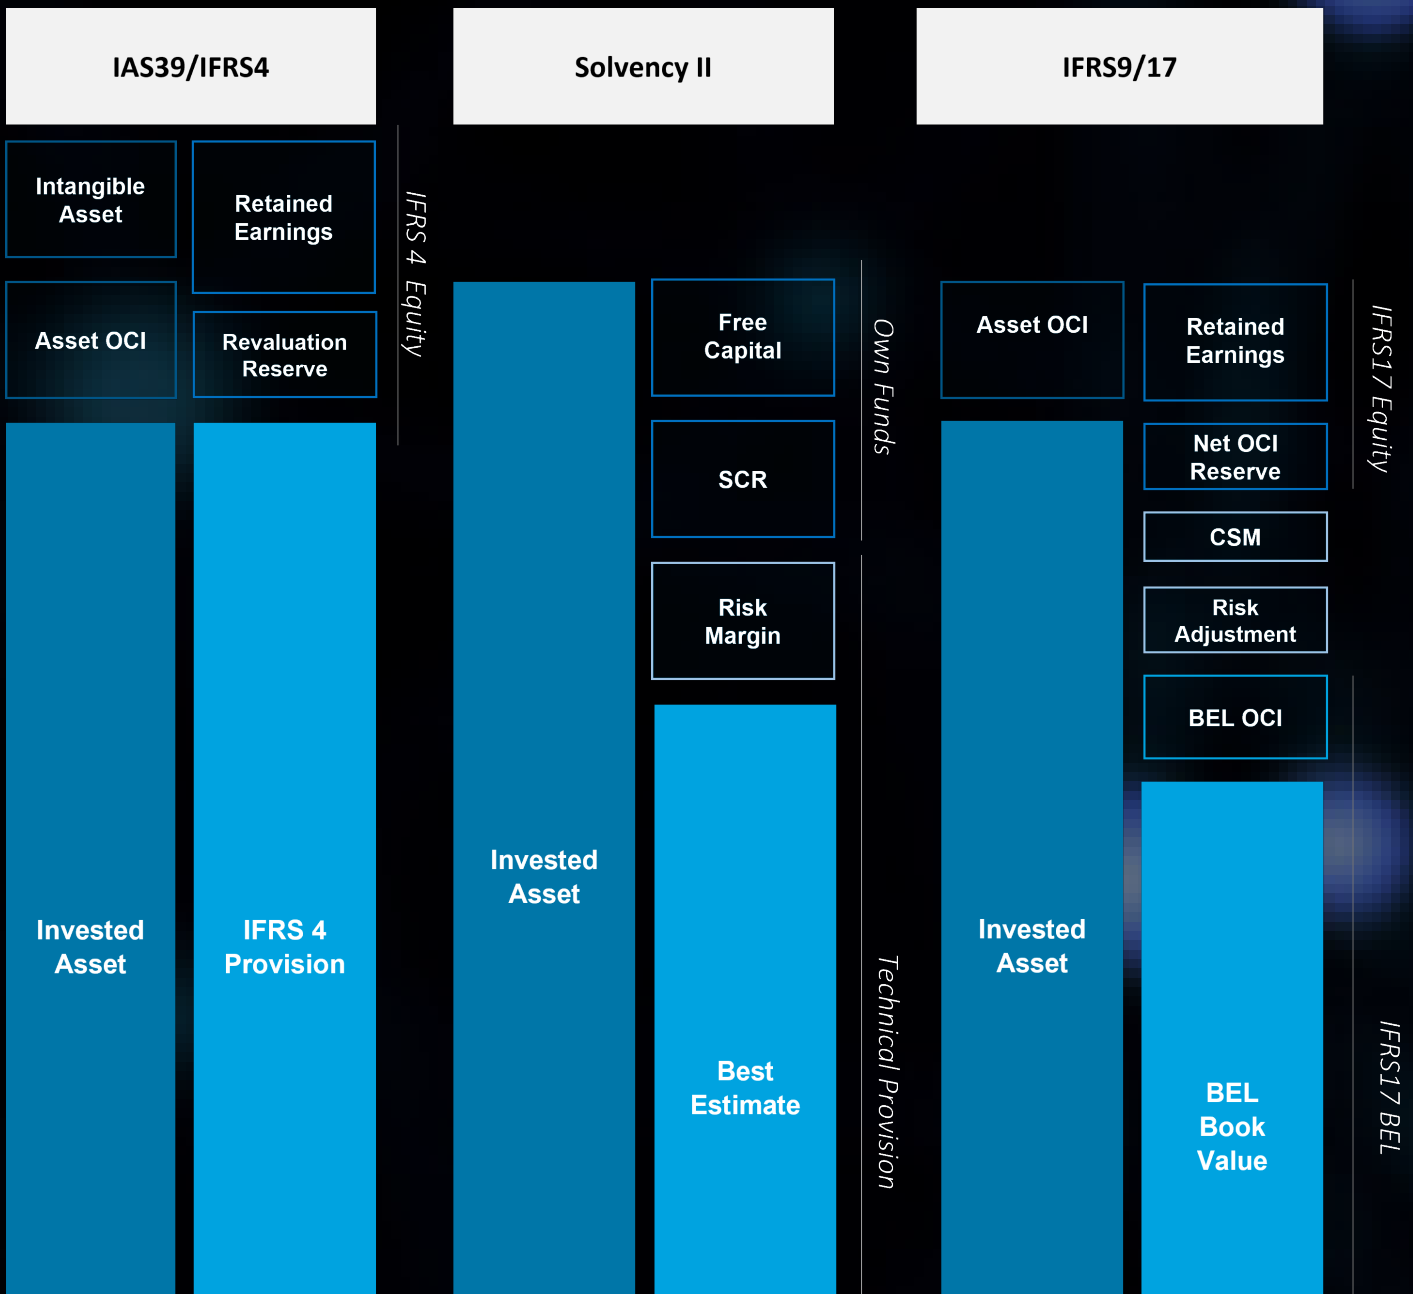 IAS39/IFRS4
Intangible
Asset
Retained
Earnings
Asset OCI
Revaluation
Reserve
IFRS 4 Equity
Invested
Asset
IFRS 4
Provision
Solvency II
Free
Capital
SCR
Own Funds
Risk
Margin
Invested
Asset
Best
Estimate
Technical Provision
IFRS9/17
Asset OCI
Retained
Earnings
Net OCI
Reserve
IFRS17 Equity
CSM
Risk
Adjustment
BEL OCI
Invested
Asset
BEL
Book
Value
IFRS17 BEL